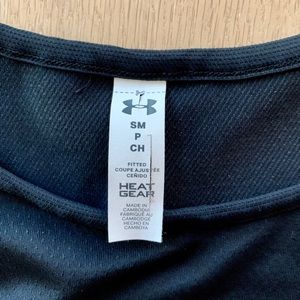 SM
P
CH
FITTED
COUPE AJUSTÉE
CEÑIDO
HEAT
GEAR
MADE IN
CAMBODIA
FABRIQUÉ AU
CAMBODGE
HECHO EN
CAMBOYA